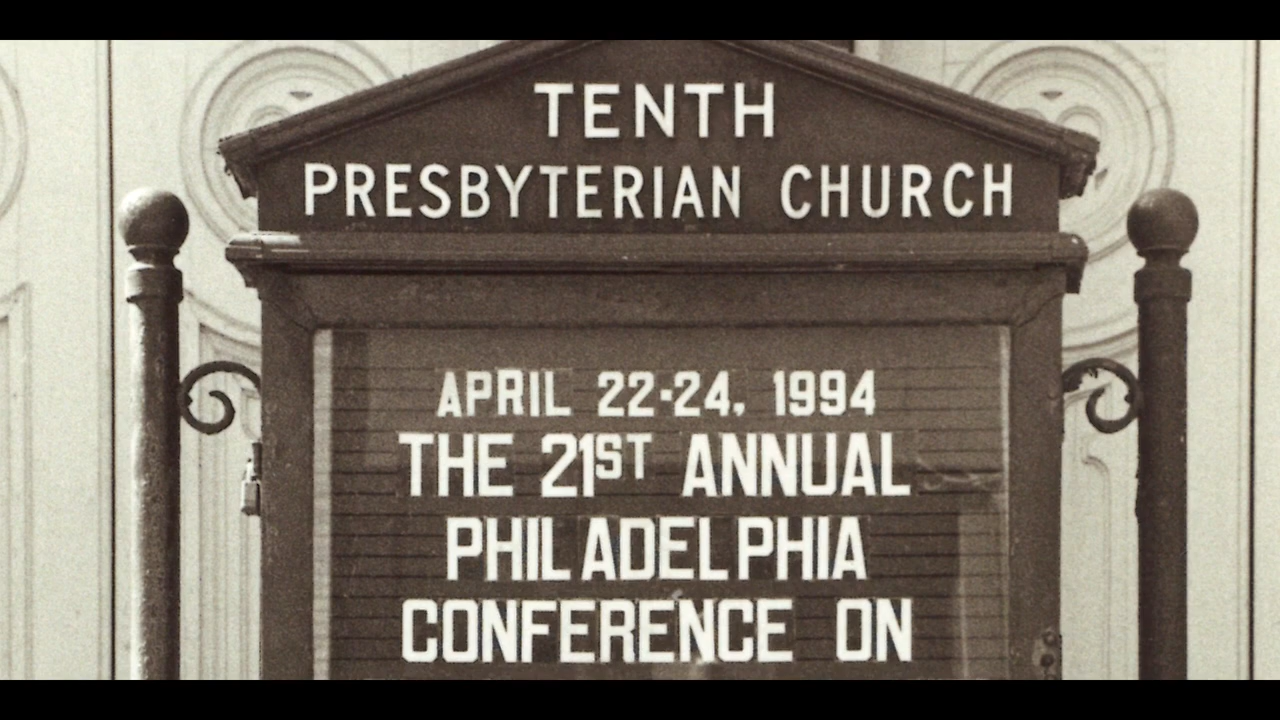 TENTH
PRESBYTERIAN CHURCH
APRIL 22-24, 1994
THE 21ST ANNUAL
PHILADELPHIA
CONFERENCE ON